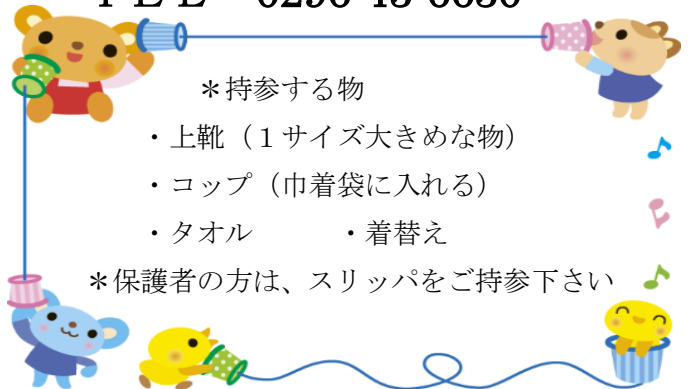 ＊持参する物
・上靴（１サイズ大きめな物）
・コップ（巾着袋に入れる）
・タオル　　　・着替え
＊保護者の方は、スリッパをご持参下さい